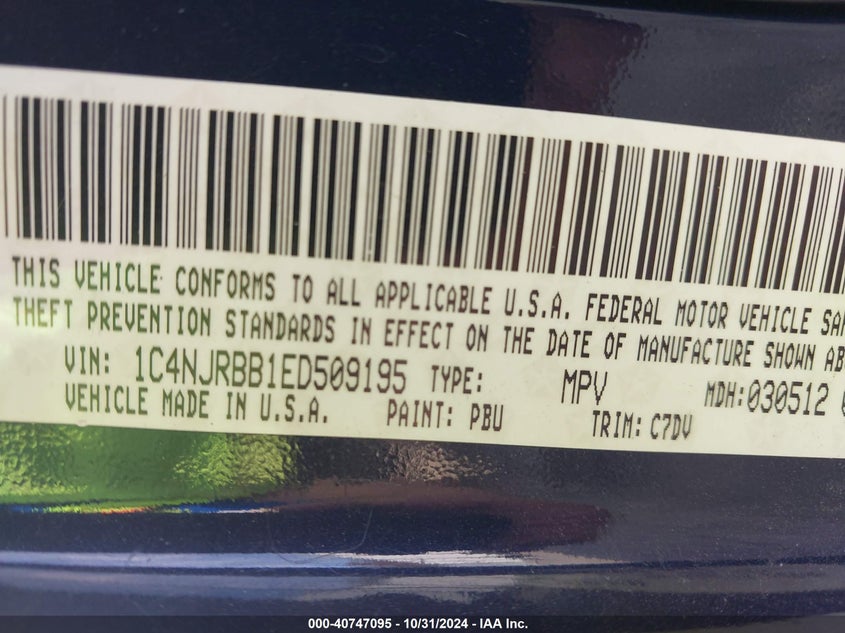 THIS VEHICLE CONFORMS TO ALL APPLICABLE U.S.A. FEDERAL MOTOR VEHICLE
THEFT PREVENTION STANDARDS IN EFFECT ON THE DATE OF MANUFACTURE SHOWN
VIN: 1C4NJRBB1ED509195 TYPE: MPV MDH:030512
VEHICLE MADE IN U.S.A. PAINT: PBU TRIM: C7DV
000-40747095 - 10/31/2024 - IAA Inc.